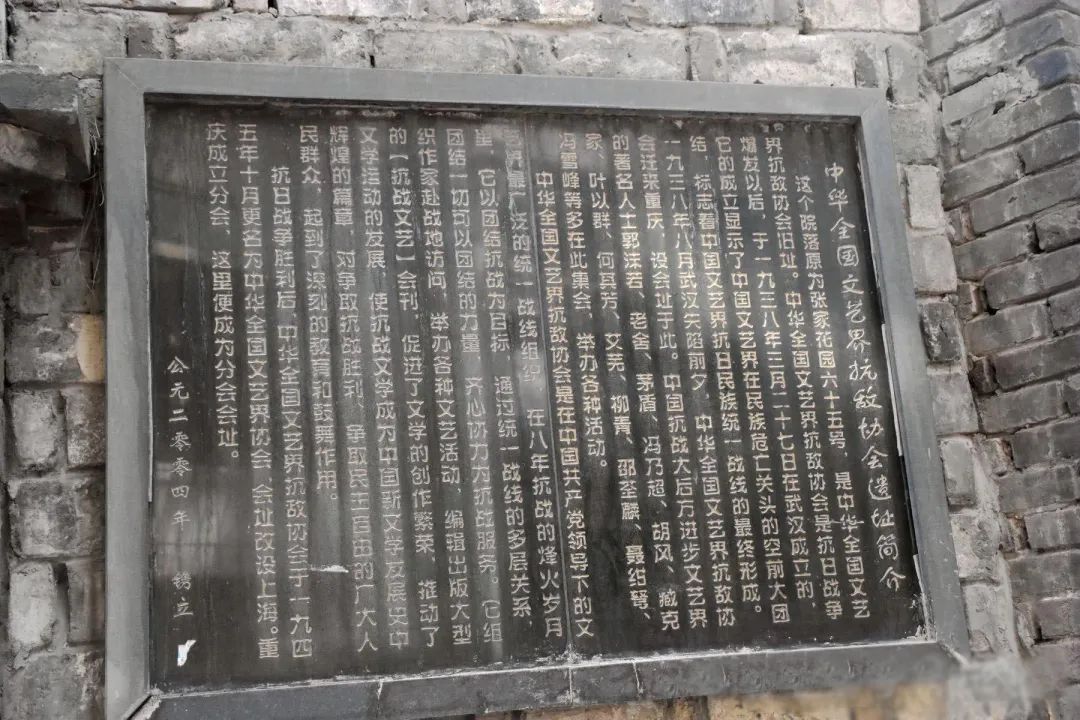 中华全国文艺界抗敌协会遗址简介
这个院落原为张家花园六十五号，是中华全国文艺
界抗敌协会旧址。中华全国文艺界抗敌协会是抗日战争
爆发以后，于一九三八年三月二十七日在武汉成立的，
它的成立显示了中国文艺界在民族危亡关头的空前大团
结，标志着中国文艺界抗日民族统一战线的最终形成。
一九三八年八月武汉失陷前夕，中华全国文艺界抗敌协
会迁来重庆，设会址于此。中国抗战大后方进步文艺界
的著名人士郭沫若、老舍、茅盾、冯乃超、胡风、臧克
家、叶以群、何其芳、艾芜、柳青、邵荃麟、聂绀弩、
冯雪峰等多在此集会，举办各种活动。
中华全国文艺界抗敌协会是在中国共产党领导下的文
艺界最广泛的统一战线组织，在八年抗战的烽火岁月
里，它以团结抗战为目标，通过统一战线的多层关系，
团结一切可以团结的力量，齐心协力为抗战服务。它组
织作家赴战地访问，举办各种文艺活动，编辑出版大型
的《抗战文艺》会刊，促进了文学的创作繁荣，推动了
文学运动的发展，使抗战文学成为中国新文学发展史中
辉煌的篇章，对争取抗战胜利，争取民主自由的广大人
民群众，起到了深刻的教育和鼓舞作用。
抗日战争胜利后，中华全国文艺界抗敌协会于一九四
五年十月更名为中华全国文艺界协会，会址改设上海。重
庆成立分会，这里便成为分会会址。
公元二零零四年 镌立